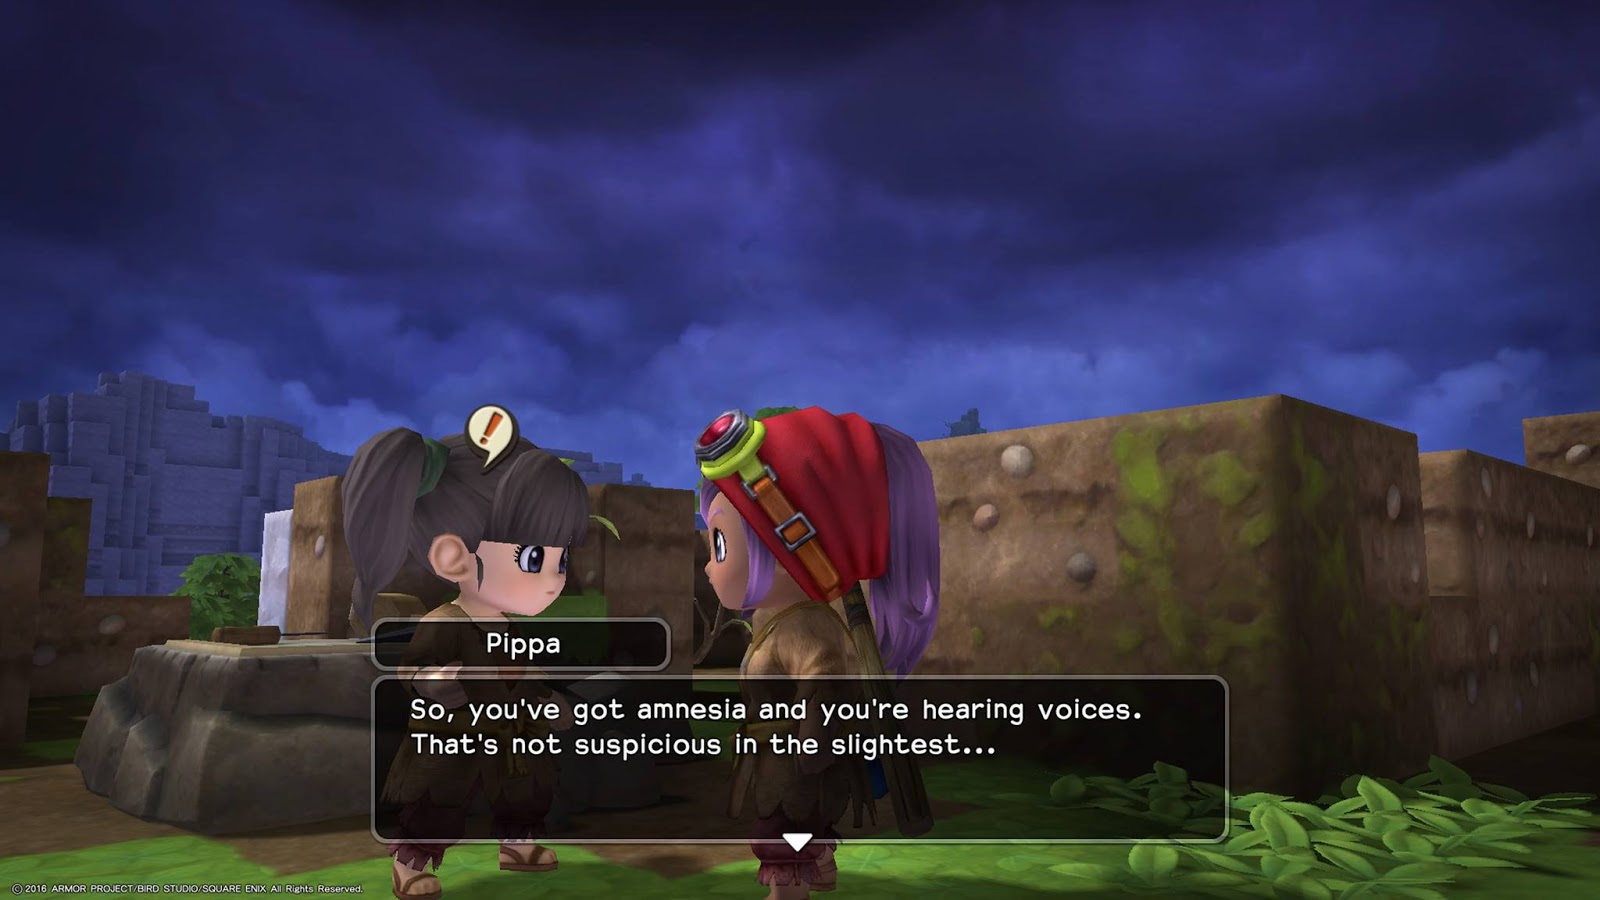 !
Pippa
So, you've got amnesia and you're hearing voices.
That's not suspicious in the slightest...
© 2016 ARMOR PROJECT/BIRD STUDIO/SQUARE ENIX All Rights Reserved.